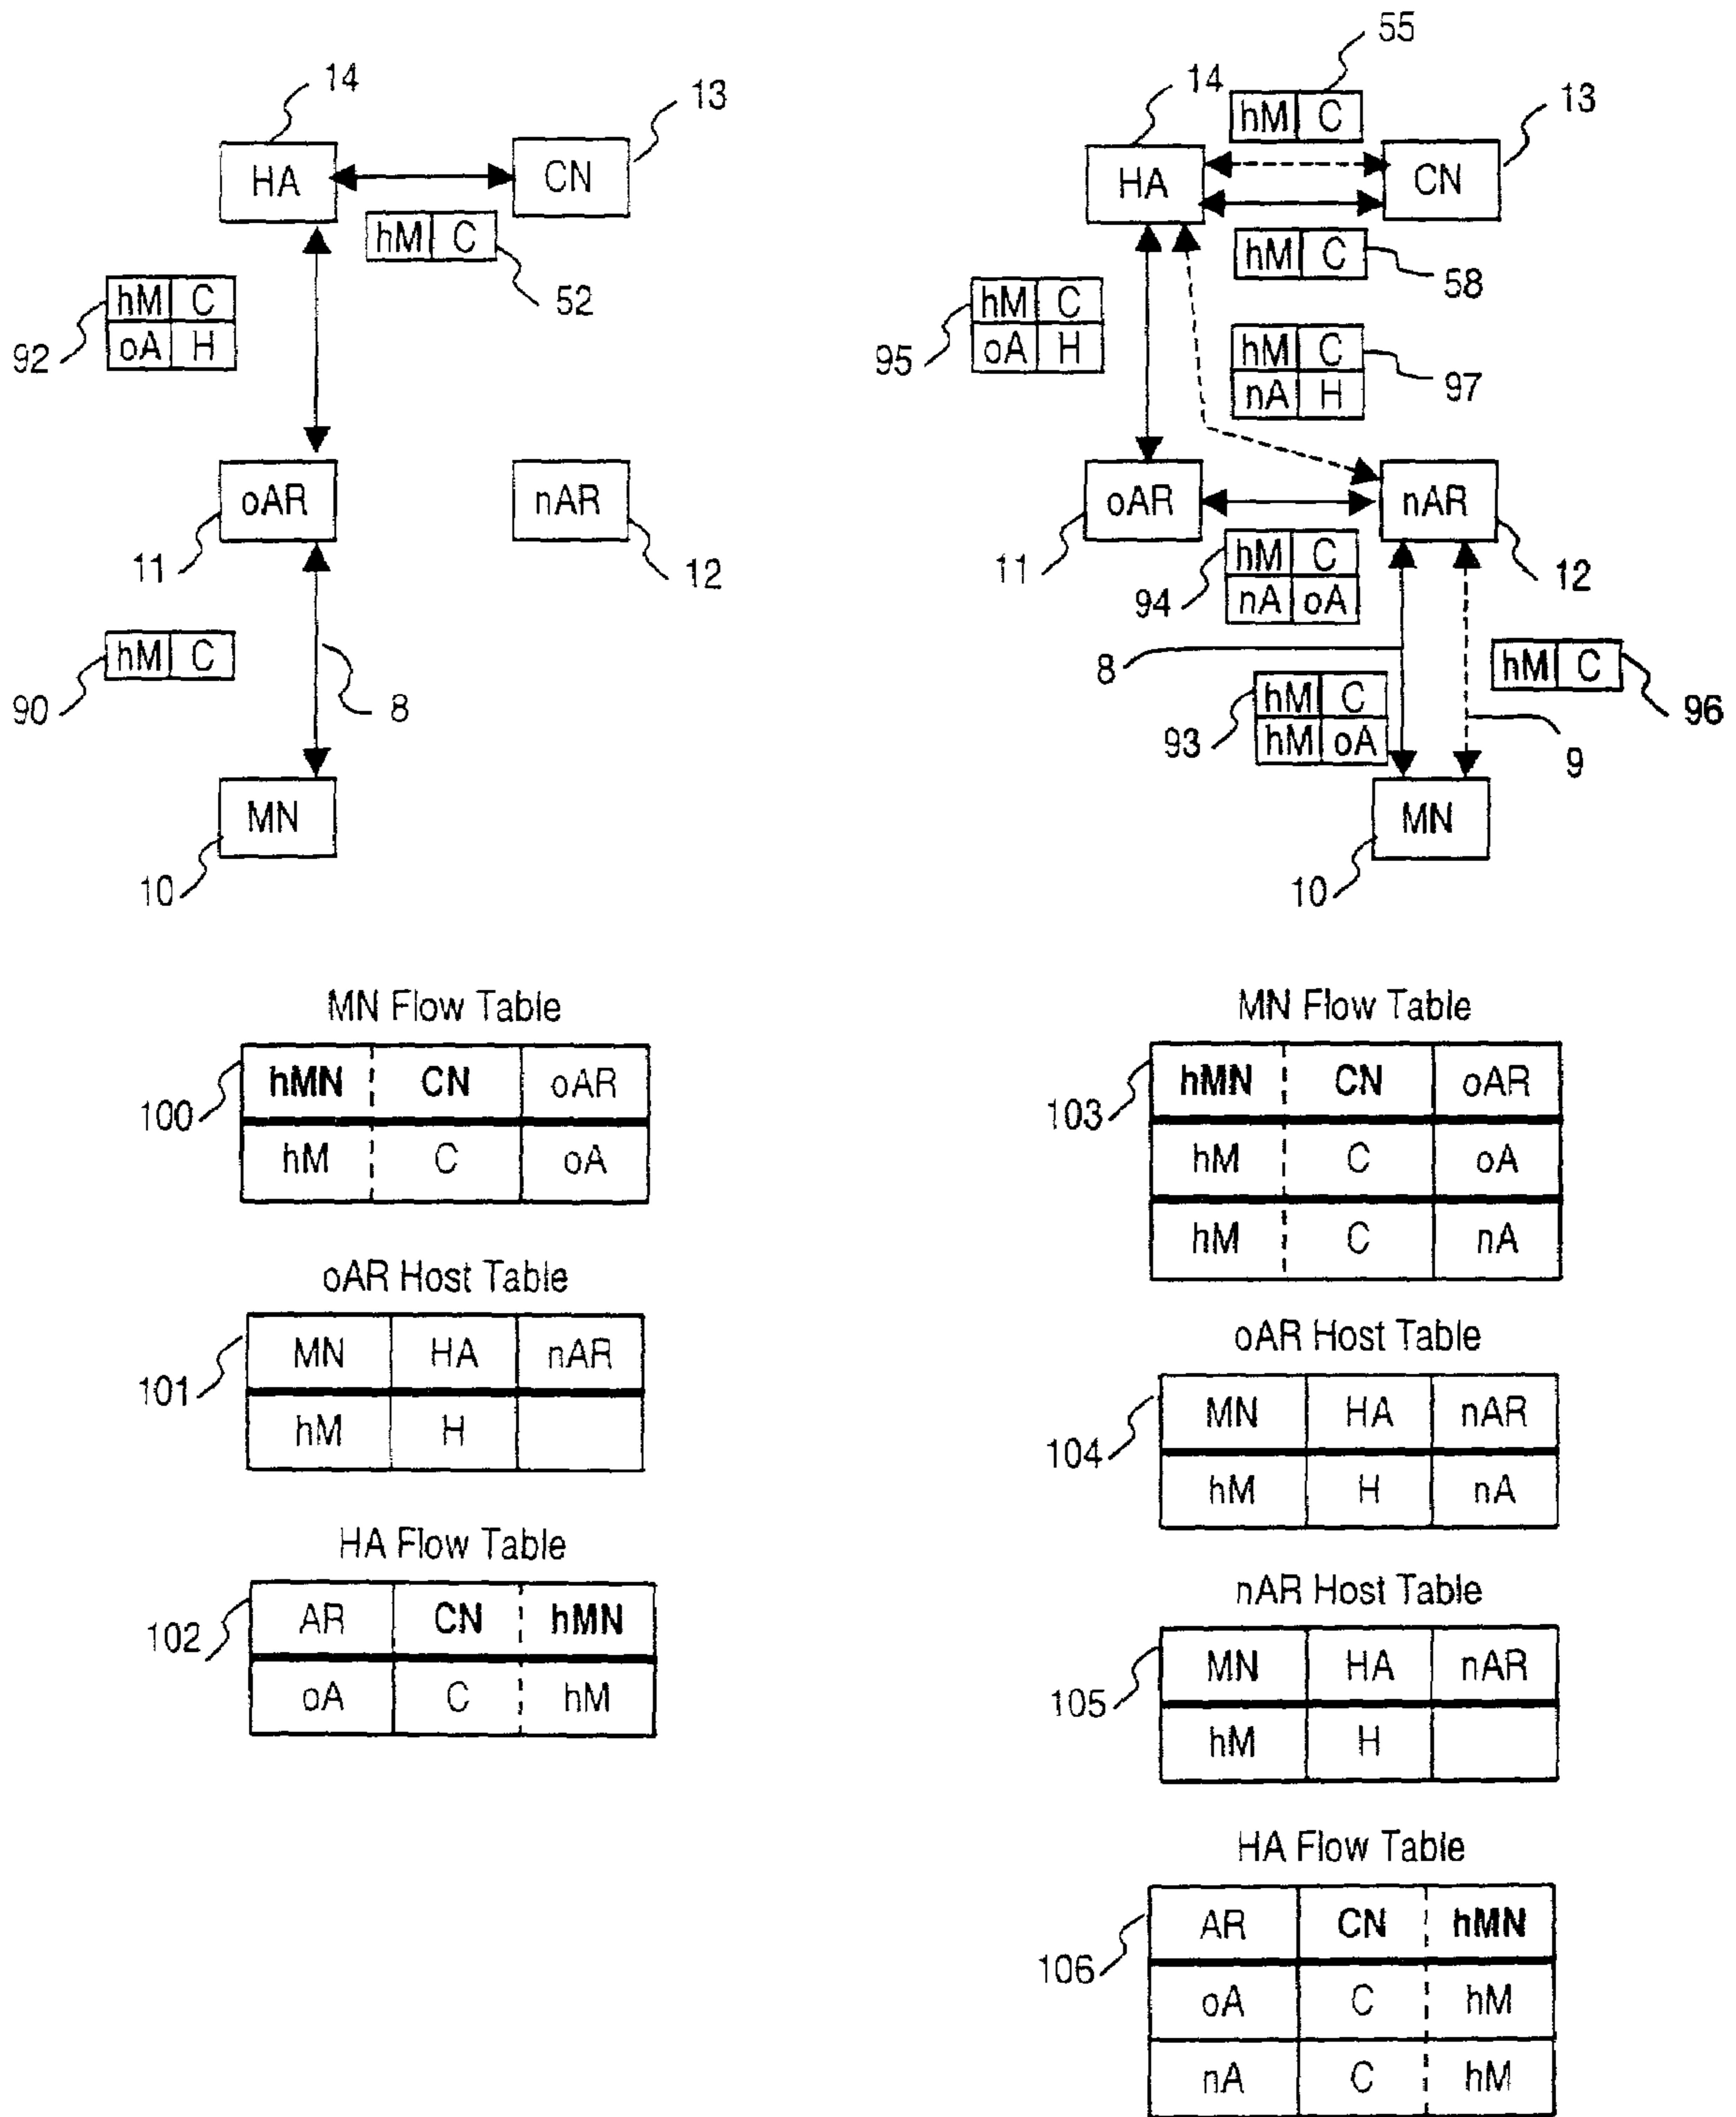 14
13
HA
CN
hM C
52
92
hM C
oA H
oAR
nAR
11
12
hM C
90
8
MN
10
MN Flow Table
100
hMN CN oAR
hM C oA
oAR Host Table
101
MN HA nAR
hM H
HA Flow Table
102
AR CN hMN
oA C hM
55
14
hM C
13
HA
CN
hM C
58
95
hM C
oA H
hM C
nA H
97
oAR
nAR
11
12
94
hM C
nA oA
8
hM C
96
93
hM C
hM oA
9
MN
10
MN Flow Table
103
hMN CN oAR
hM C oA
hM C nA
oAR Host Table
104
MN HA nAR
hM H nA
nAR Host Table
105
MN HA nAR
hM H
HA Flow Table
106
AR CN hMN
oA C hM
nA C hM